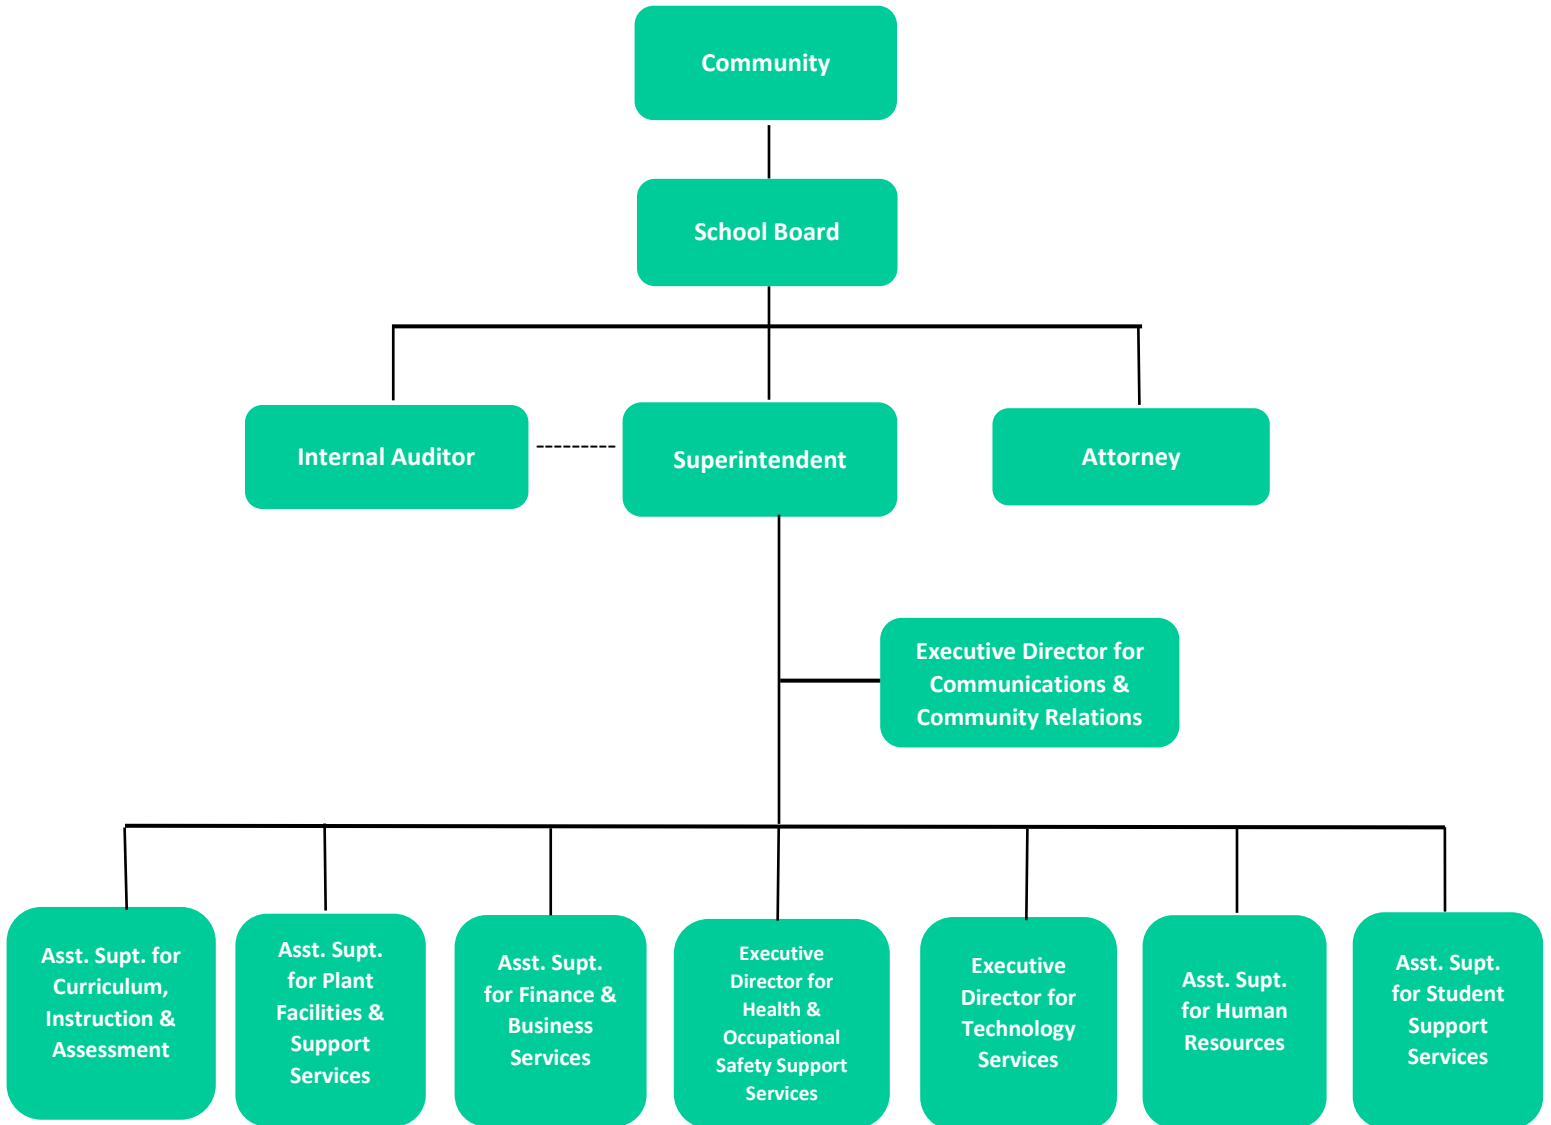 Community
School Board
Internal Auditor
Superintendent
Attorney
Executive Director for
Communications &
Community Relations
Asst. Supt. for
Curriculum,
Instruction &
Assessment
Asst. Supt.
for Plant
Facilities &
Support
Services
Asst. Supt.
for Finance &
Business
Services
Executive
Director for
Health &
Occupational
Safety Support
Services
Executive
Director for
Technology
Services
Asst. Supt.
for Human
Resources
Asst. Supt.
for Student
Support
Services